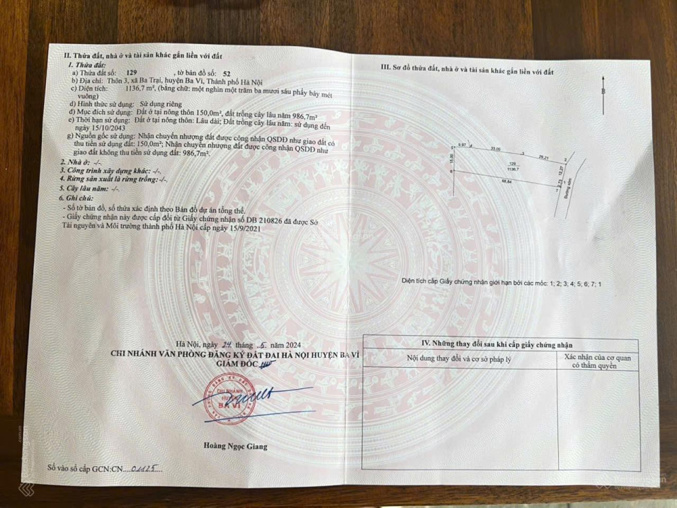 II. Thửa đất, nhà ở và tài sản khác gắn liền với đất
1. Thửa đất:
a) Thửa đất số: 129 , tờ bản đồ số: 52
b) Địa chỉ: Thôn 3, xã Ba Trại, huyện Ba Vì, Thành phố Hà Nội
c) Diện tích: 1136,7 m², (bằng chữ: một nghìn một trăm ba mươi sáu phẩy bảy mét
vuông)
d) Hình thức sử dụng: Sử dụng riêng
đ) Mục đích sử dụng: Đất ở tại nông thôn 150,0m², đất trồng cây lâu năm 986,7m²
e) Thời hạn sử dụng: Đất ở tại nông thôn: Lâu dài; Đất trồng cây lâu năm: sử dụng đến
ngày 15/10/2043
g) Nguồn gốc sử dụng: Nhận chuyển nhượng đất được công nhận QSDĐ như giao đất có
thu tiền sử dụng đất: 150,0m²; Nhận chuyển nhượng đất được công nhận QSDĐ như
giao đất không thu tiền sử dụng đất: 986,7m².
2. Nhà ở: -/-.
3. Công trình xây dựng khác: -/-.
4. Rừng sản xuất là rừng trồng: -/-.
5. Cây lâu năm: -/-.
6. Ghi chú:
- Số tờ bản đồ, số thửa xác định theo Bản đồ dự án tổng thể.
- Giấy chứng nhận này được cấp đổi từ Giấy chứng nhận số DB 210826 đã được Sở
Tài nguyên và Môi trường thành phố Hà Nội cấp ngày 15/9/2021
Hà Nội, ngày 24 tháng .6. năm 2024
CHI NHÁNH VĂN PHÒNG ĐĂNG KÝ ĐẤT ĐAI HÀ NỘI HUYỆN BA VÌ
GIÁM ĐỐC
BA VÌ
Hoàng Ngọc Giang
Số vào sổ cấp GCN:CN....01125
III. Sơ đồ thửa đất, nhà ở và tài sản khác gắn liền với đất
B
129
1136.7
Đường nhựa
Diện tích cấp Giấy chứng nhận giới hạn bởi các mốc: 1; 2; 3; 4; 5; 6; 7; 1
IV. Những thay đổi sau khi cấp giấy chứng nhận
Nội dung thay đổi và cơ sở pháp lý
Xác nhận của cơ quan
có thẩm quyền